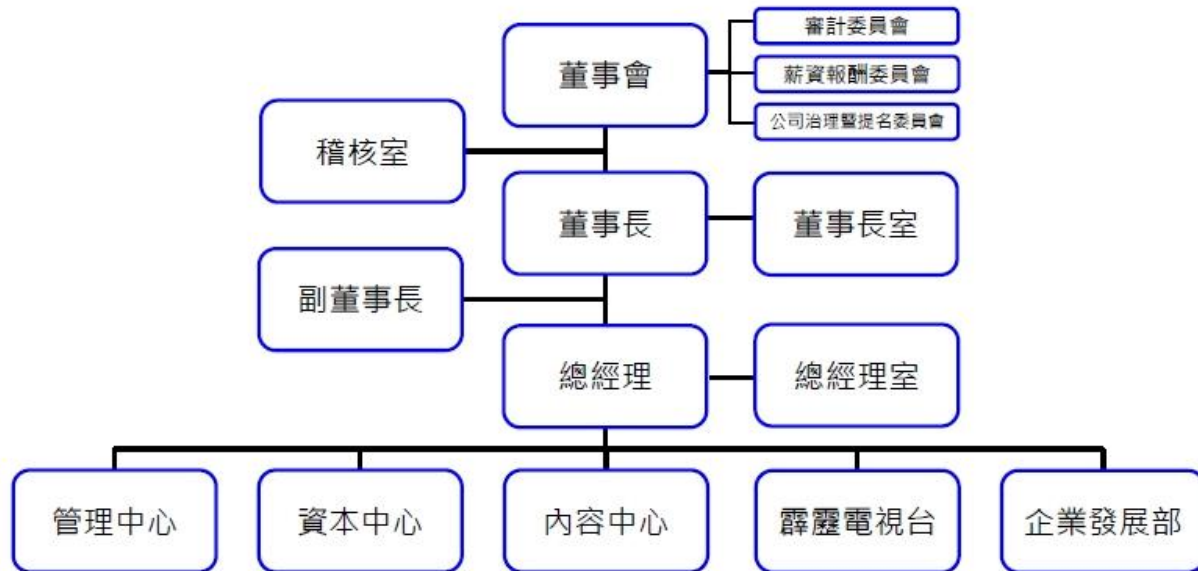 審計委員會
董事會
薪資報酬委員會
公司治理暨提名委員會
稽核室
董事長
董事長室
副董事長
總經理
總經理室
管理中心
資本中心
內容中心
霹靂電視台
企業發展部